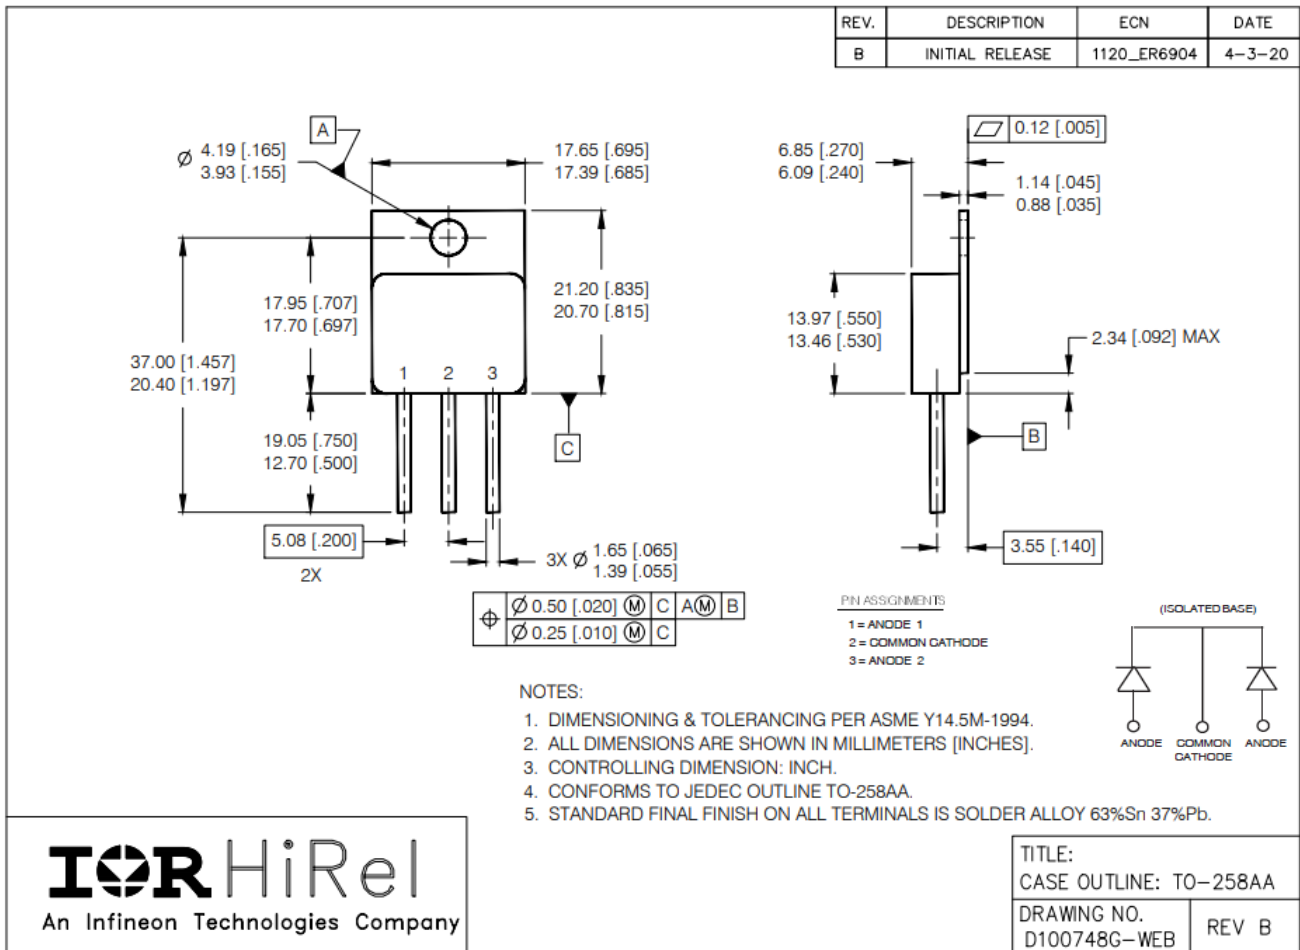 REV. DESCRIPTION ECN DATE
B INITIAL RELEASE 1120_ER6904 4-3-20
A
Ø 4.19 [.165]
3.93 [.155]
17.65 [.695]
17.39 [.685]
6.85 [.270]
6.09 [.240]
0.12 [.005]
1.14 [.045]
0.88 [.035]
17.95 [.707]
17.70 [.697]
21.20 [.835]
20.70 [.815]
13.97 [.550]
13.46 [.530]
2.34 [.092] MAX
37.00 [1.457]
20.40 [1.197]
1 2 3
19.05 [.750]
12.70 [.500]
C
B
5.08 [.200]
2X
3X Ø 1.65 [.065]
1.39 [.055]
3.55 [.140]
⌖ Ø 0.50 [.020] Ⓜ C AⓂ B
Ø 0.25 [.010] Ⓜ C
PIN ASSIGNMENTS
1 = ANODE 1
2 = COMMON CATHODE
3 = ANODE 2
(ISOLATED BASE)
ANODE COMMON CATHODE ANODE
NOTES:
1. DIMENSIONING & TOLERANCING PER ASME Y14.5M-1994.
2. ALL DIMENSIONS ARE SHOWN IN MILLIMETERS [INCHES].
3. CONTROLLING DIMENSION: INCH.
4. CONFORMS TO JEDEC OUTLINE TO-258AA.
5. STANDARD FINAL FINISH ON ALL TERMINALS IS SOLDER ALLOY 63%Sn 37%Pb.
IOR HiRel
An Infineon Technologies Company
TITLE:
CASE OUTLINE: TO-258AA
DRAWING NO.
D100748G-WEB
REV B